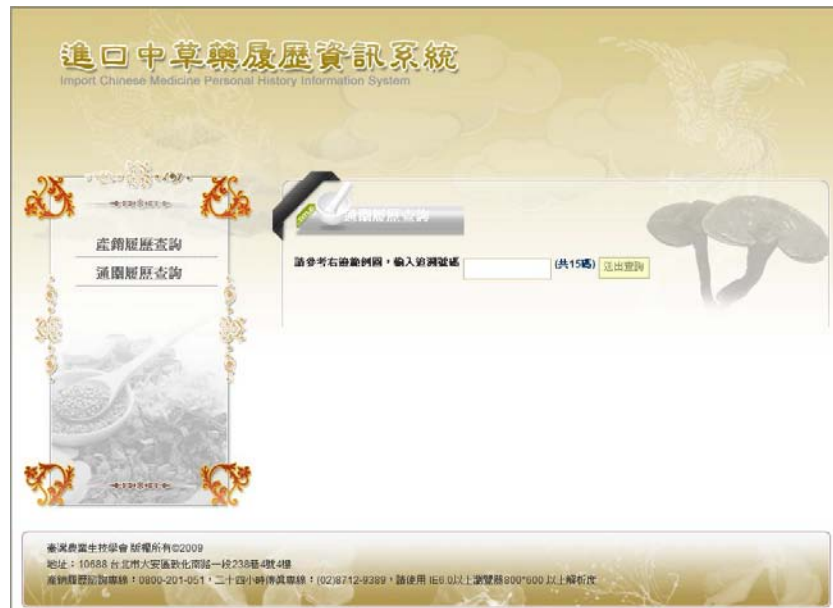 進口中草藥履歷資訊系統
Import Chinese Medicine Personal History Information System
產銷履歷查詢
通關履歷查詢
通關履歷查詢
請參考右邊範例圖，輸入追溯號碼 (共15碼) 送出查詢
臺灣農業生技學會 版權所有©2009
地址：10688 台北市大安區敦化南路一段238巷4號4樓
產銷履歷諮詢專線：0800-201-051，二十四小時傳真專線：(02)8712-9389，請使用 IE6.0以上瀏覽器800*600 以上解析度